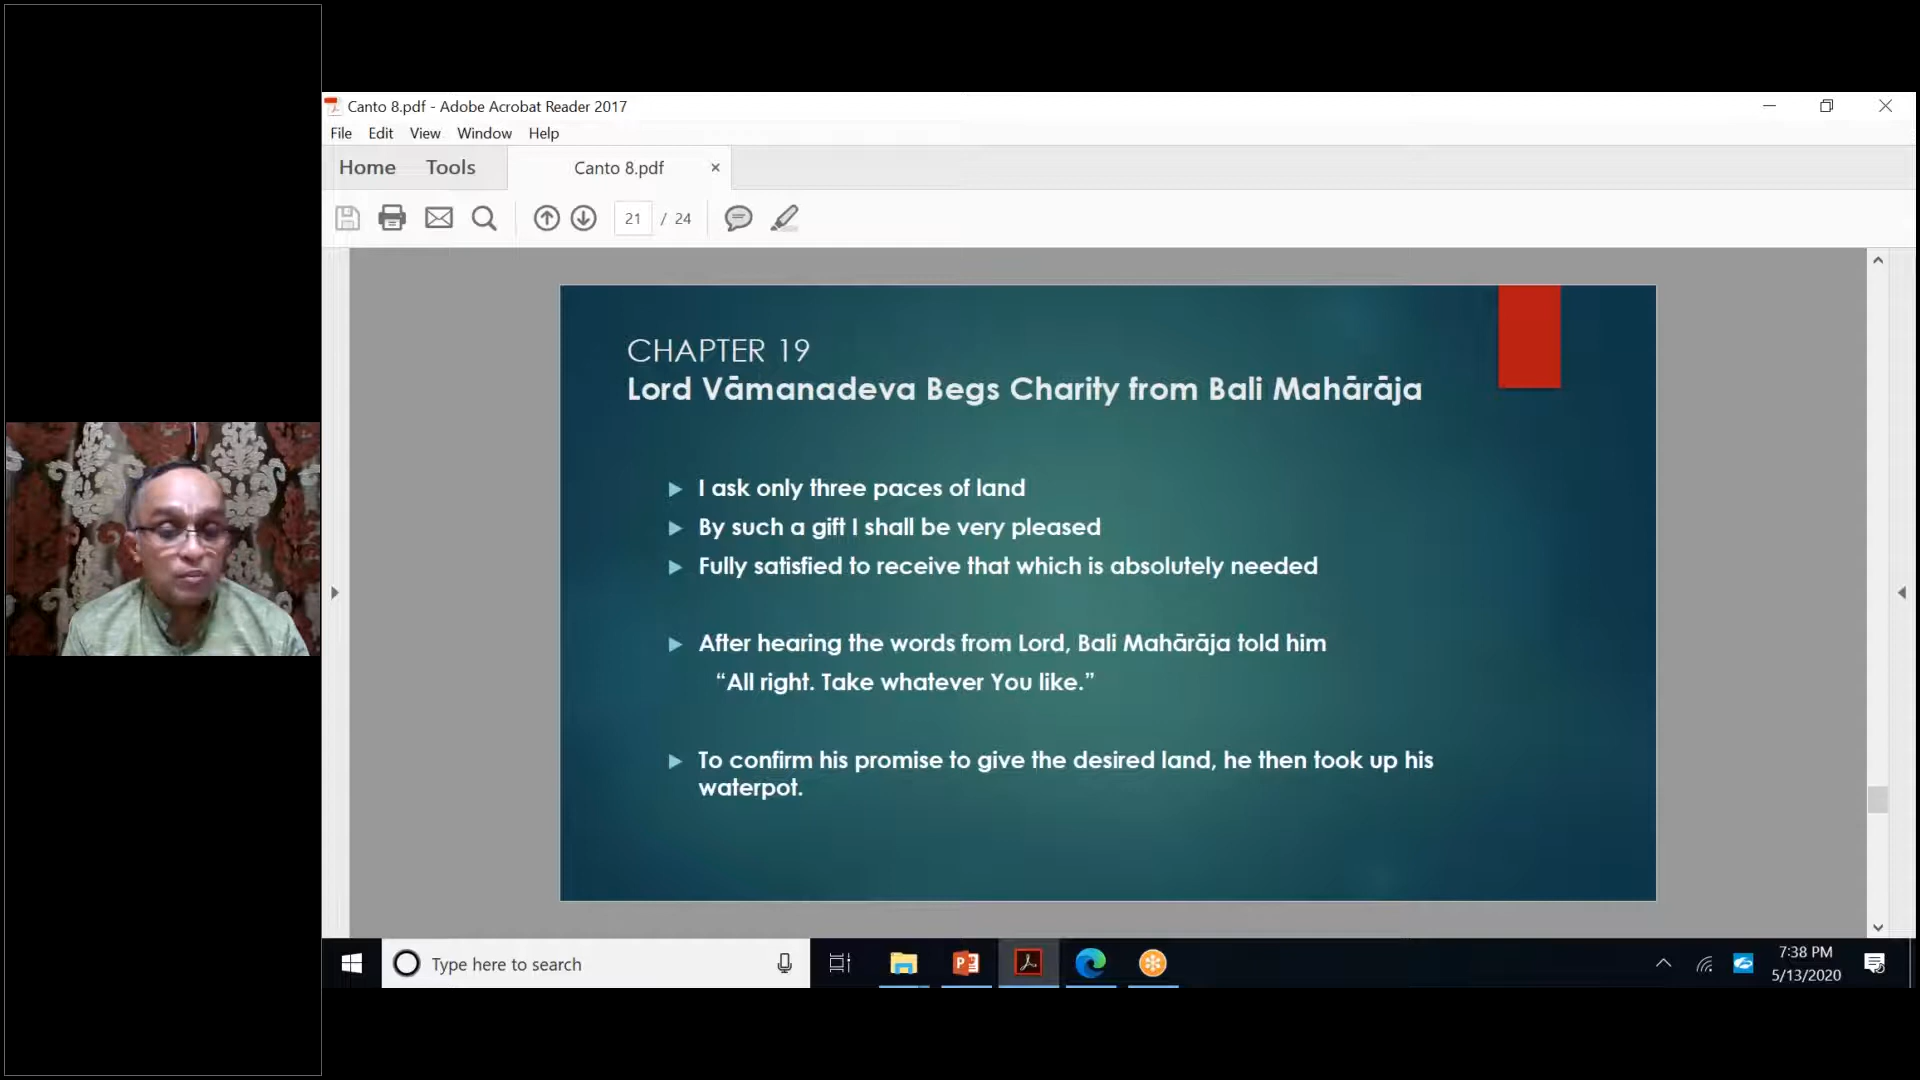 Canto 8.pdf - Adobe Acrobat Reader 2017
File Edit View Window Help
Home Tools Canto 8.pdf ×
21 / 24
CHAPTER 19
Lord Vāmanadeva Begs Charity from Bali Mahārāja
I ask only three paces of land
By such a gift I shall be very pleased
Fully satisfied to receive that which is absolutely needed
After hearing the words from Lord, Bali Mahārāja told him
“All right. Take whatever You like.”
To confirm his promise to give the desired land, he then took up his
waterpot.
Type here to search
7:38 PM
5/13/2020